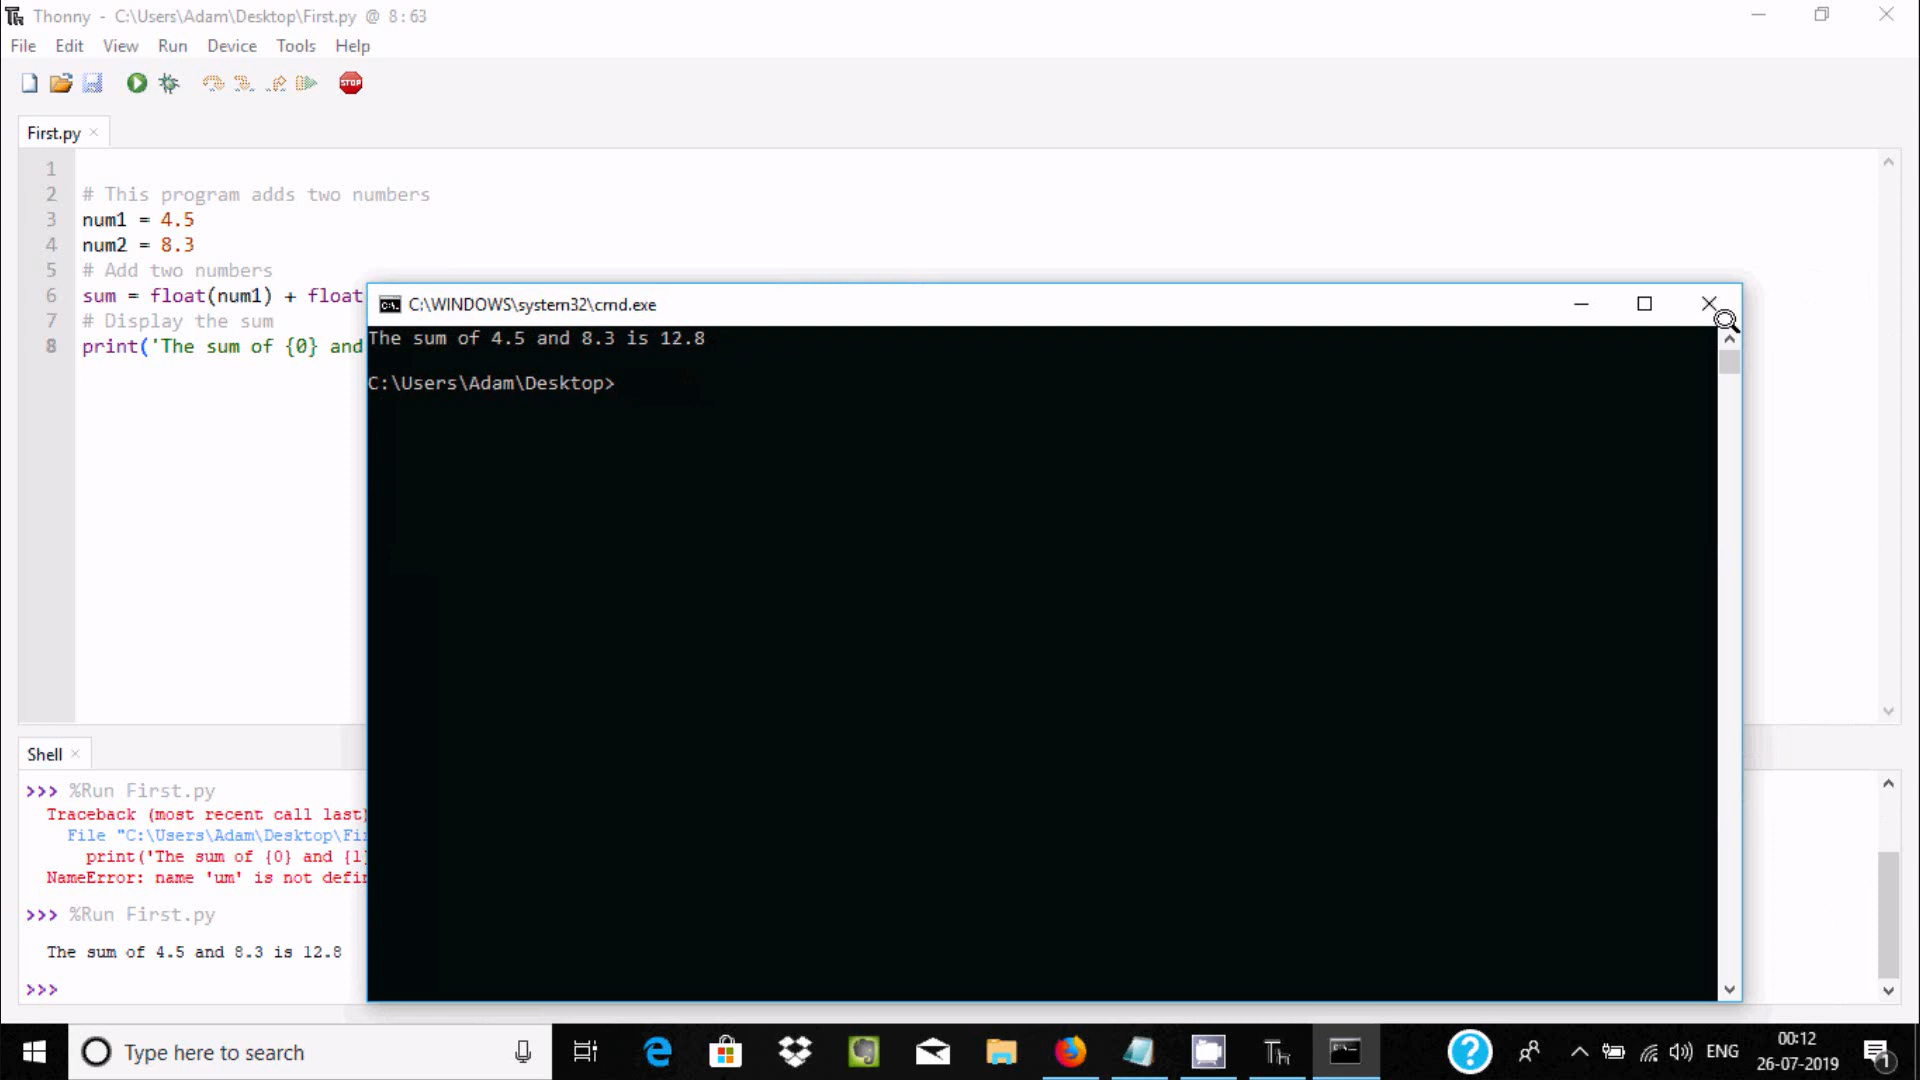 Thonny - C:\Users\Adam\Desktop\First.py @ 8:63
File Edit View Run Device Tools Help
STOP
First.py
1
2 # This program adds two numbers
3 num1 = 4.5
4 num2 = 8.3
5 # Add two numbers
6 sum = float(num1) + float
7 # Display the sum
8 print('The sum of {0} and
C:\WINDOWS\system32\cmd.exe
The sum of 4.5 and 8.3 is 12.8
C:\Users\Adam\Desktop>
Shell
>>> %Run First.py
Traceback (most recent call last)
File "C:\Users\Adam\Desktop\Fi
print('The sum of {0} and {1
NameError: name 'um' is not defi
>>> %Run First.py
The sum of 4.5 and 8.3 is 12.8
>>>
Type here to search
Th
ENG
00:12
26-07-2019
1